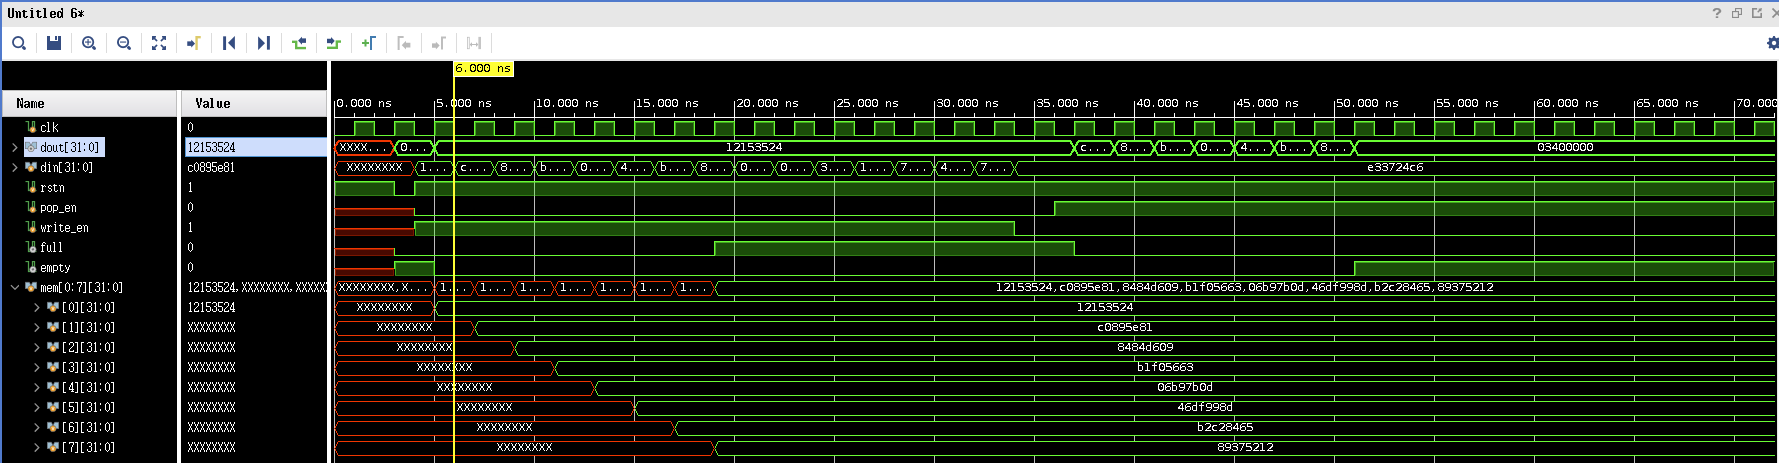 Untitled 6*
6.000 ns
Name Value 0.000 ns 5.000 ns 10.000 ns 15.000 ns 20.000 ns 25.000 ns 30.000 ns 35.000 ns 40.000 ns 45.000 ns 50.000 ns 55.000 ns 60.000 ns 65.000 ns 70.000
clk 0
dout[31:0] 12153524 XXXX... 0... 12153524 c... 8... b... 0... 4... b... 8... 03400000
din[31:0] c0895e81 XXXXXXXX 1... c... 8... b... 0... 4... b... 8... 0... 0... 3... 1... 7... 4... 7... e33724c6
rstn 1
pop_en 0
write_en 1
full 0
empty 0
mem[0:7][31:0] 12153524,XXXXXXXX,XXXXX XXXXXXXX,X... 1... 1... 1... 1... 1... 1... 1... 12153524,c0895e81,8484d609,b1f05663,06b97b0d,46df998d,b2c28465,89375212
[0][31:0] 12153524 XXXXXXXX 12153524
[1][31:0] XXXXXXXX XXXXXXXX c0895e81
[2][31:0] XXXXXXXX XXXXXXXX 8484d609
[3][31:0] XXXXXXXX XXXXXXXX b1f05663
[4][31:0] XXXXXXXX XXXXXXXX 06b97b0d
[5][31:0] XXXXXXXX XXXXXXXX 46df998d
[6][31:0] XXXXXXXX XXXXXXXX b2c28465
[7][31:0] XXXXXXXX XXXXXXXX 89375212